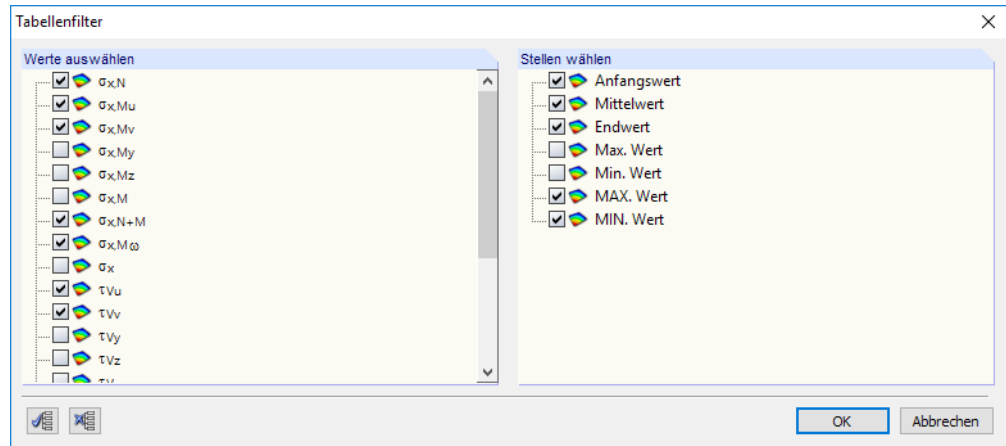 Tabellenfilter
Werte auswählen
σx,N
σx,Mu
σx,Mv
σx,My
σx,Mz
σx,M
σx,N+M
σx,Mω
σx
τVu
τVv
τVy
τVz
Stellen wählen
Anfangswert
Mittelwert
Endwert
Max. Wert
Min. Wert
MAX. Wert
MIN. Wert
OK
Abbrechen